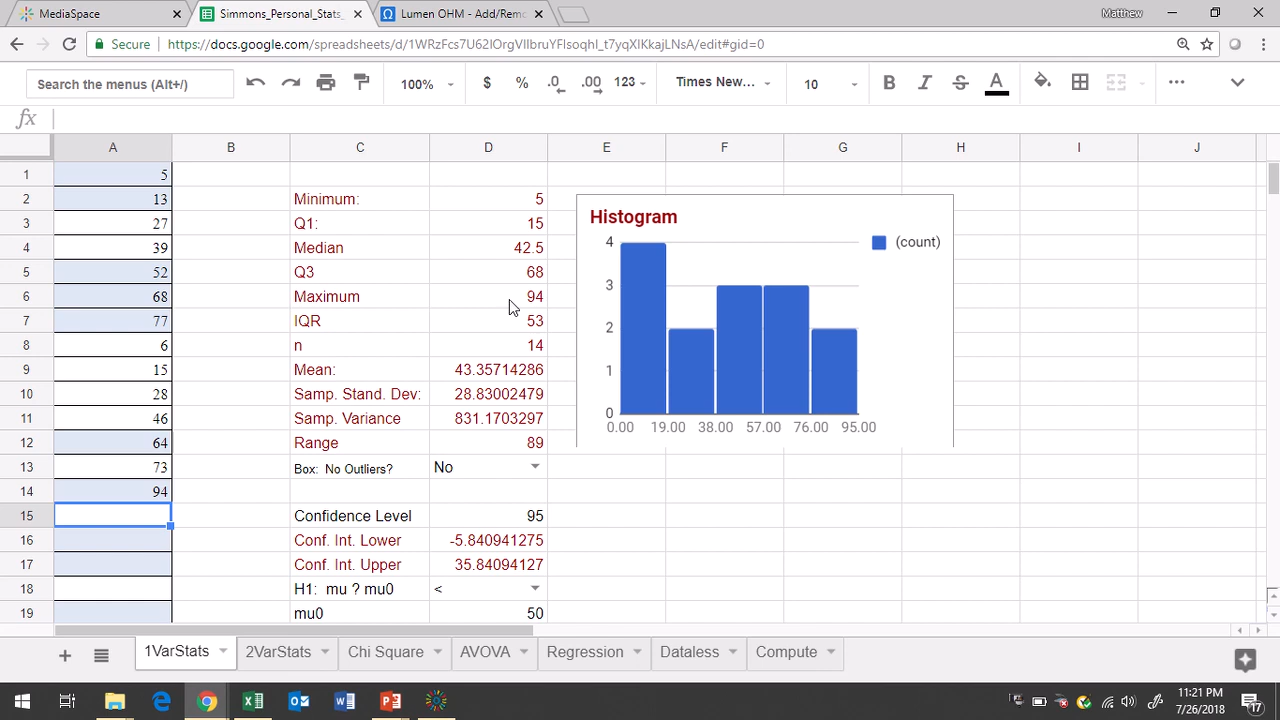 MediaSpace
Simmons_Personal_Stats_
Lumen OHM - Add/Remo
Matthew
Secure
https://docs.google.com/spreadsheets/d/
Search the menus (Alt+/)
100%
$
%
.0
.00
123
Times New...
10
B
I
S
A
fx
A B C D E F G H I J
1 5
2 13 Minimum: 5
3 27 Q1: 15
4 39 Median 42.5
5 52 Q3 68
6 68 Maximum 94
7 77 IQR 53
8 6 n 14
9 15 Mean: 43.35714286
10 28 Samp. Stand. Dev: 28.83002479
11 46 Samp. Variance 831.1703297
12 64 Range 89
13 73 Box: No Outliers? No
14 94
15 Confidence Level 95
16 Conf. Int. Lower -5.840941275
17 Conf. Int. Upper 35.84094127
18 H1: mu ? mu0 <
19 mu0 50
Histogram
(count)
4
3
2
1
0
0.00 19.00 38.00 57.00 76.00 95.00
1VarStats
2VarStats
Chi Square
AVOVA
Regression
Dataless
Compute
11:21 PM
7/26/2018
17